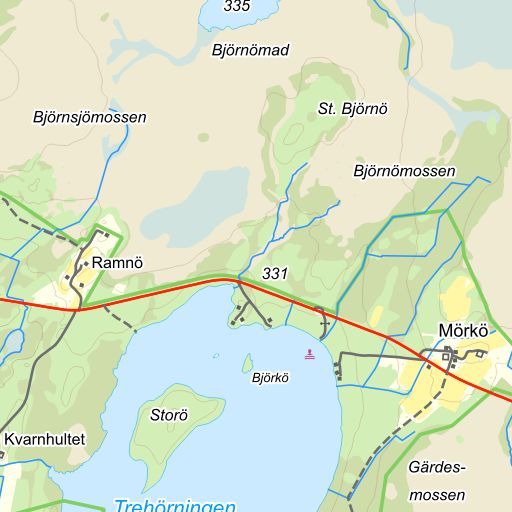 335
Björnömad
St. Björnö
Björnsjömossen
Björnömossen
Ramnö
331
Mörkö
Björkö
Storö
Kvarnhultet
Gärdes-
mossen
Trehörningen